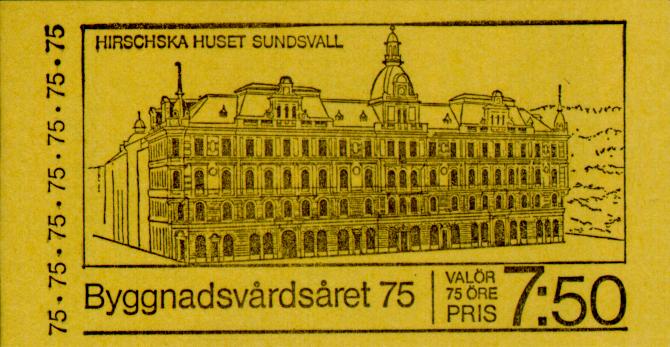 75 • 75 • 75 • 75 • 75 • 75 • 75
HIRSCHSKA HUSET SUNDSVALL
Byggnadsvårdsåret 75
VALÖR
75 ÖRE
PRIS
7:50